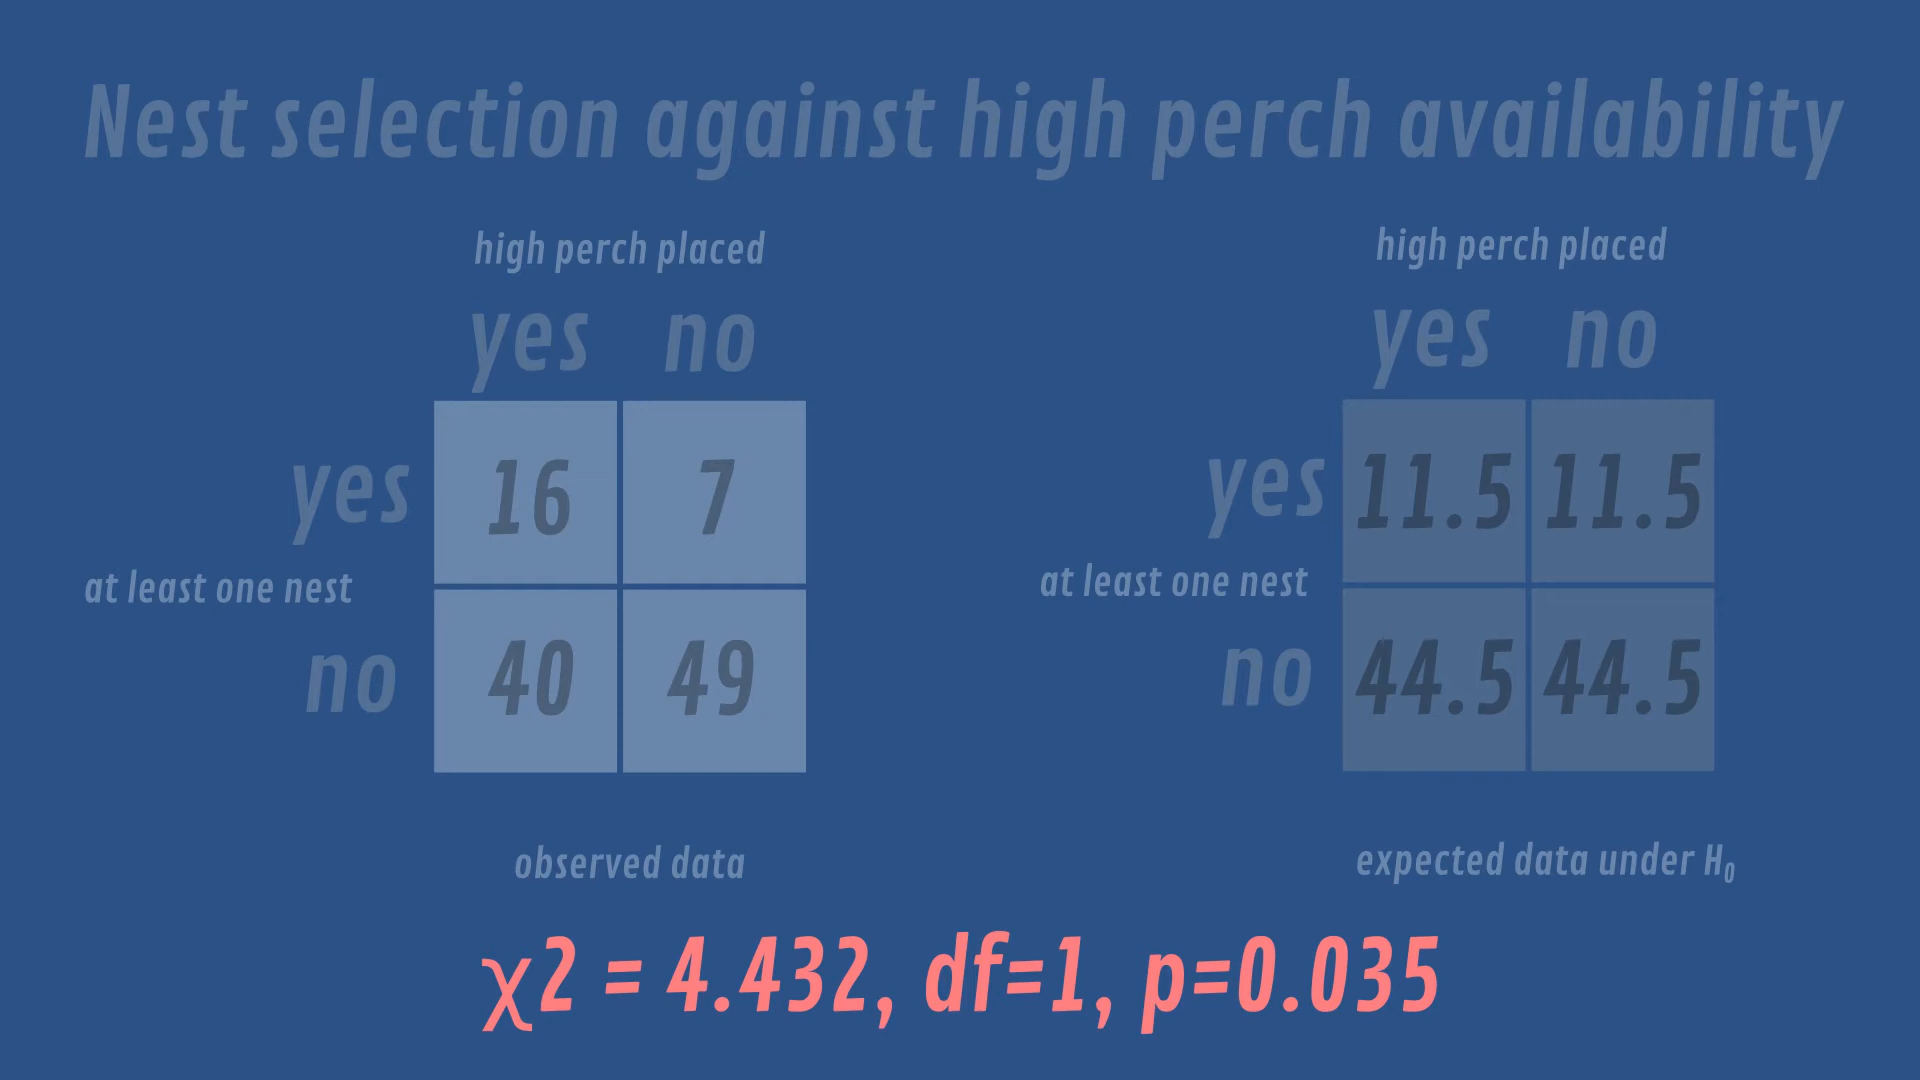 Nest selection against high perch availability
high perch placed
yes no
yes 16 7
at least one nest
no 40 49
observed data
high perch placed
yes no
yes 11.5 11.5
at least one nest
no 44.5 44.5
expected data under H₀
χ2 = 4.432, df=1, p=0.035